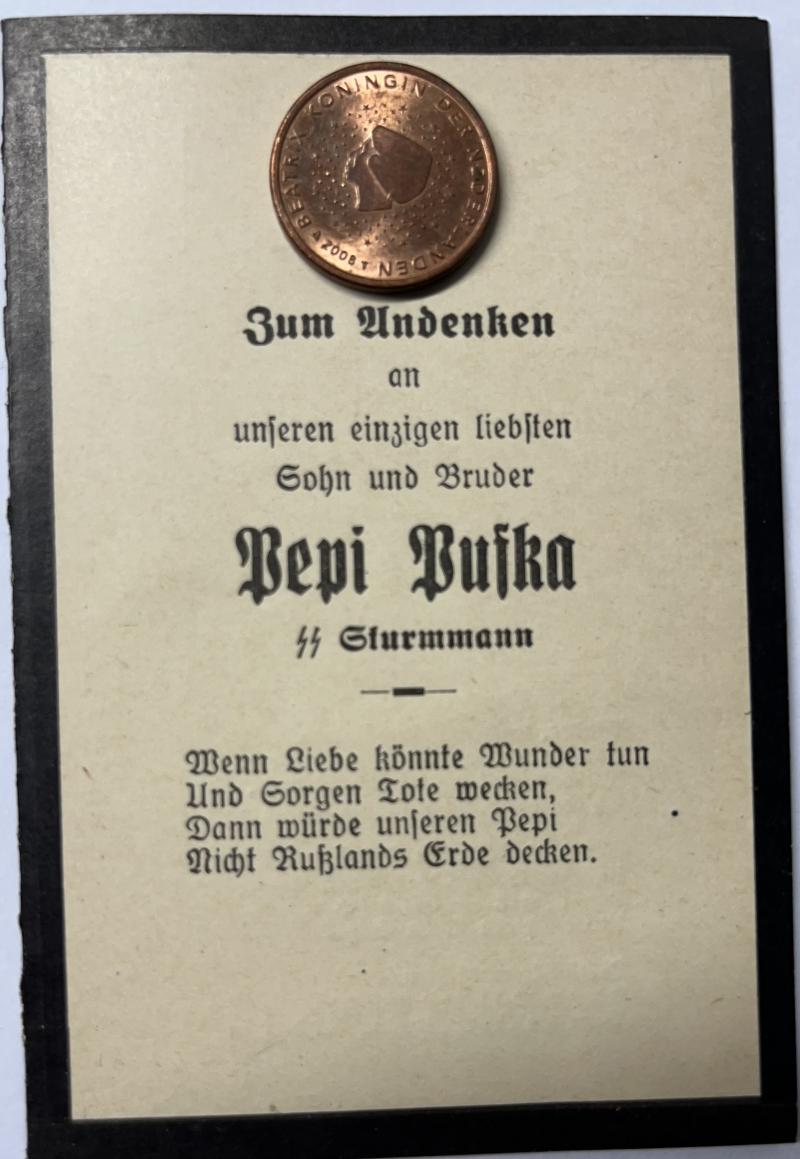 BEATRIX KONINGIN DER NEDERLANDEN
2008
Zum Andenken
an
unſeren einzigen liebſten
Sohn und Bruder
Pepi Puſka
ϟϟ Sturmmann
Wenn Liebe könnte Wunder tun
Und Sorgen Tote wecken,
Dann würde unſeren Pepi
Nicht Rußlands Erde decken.